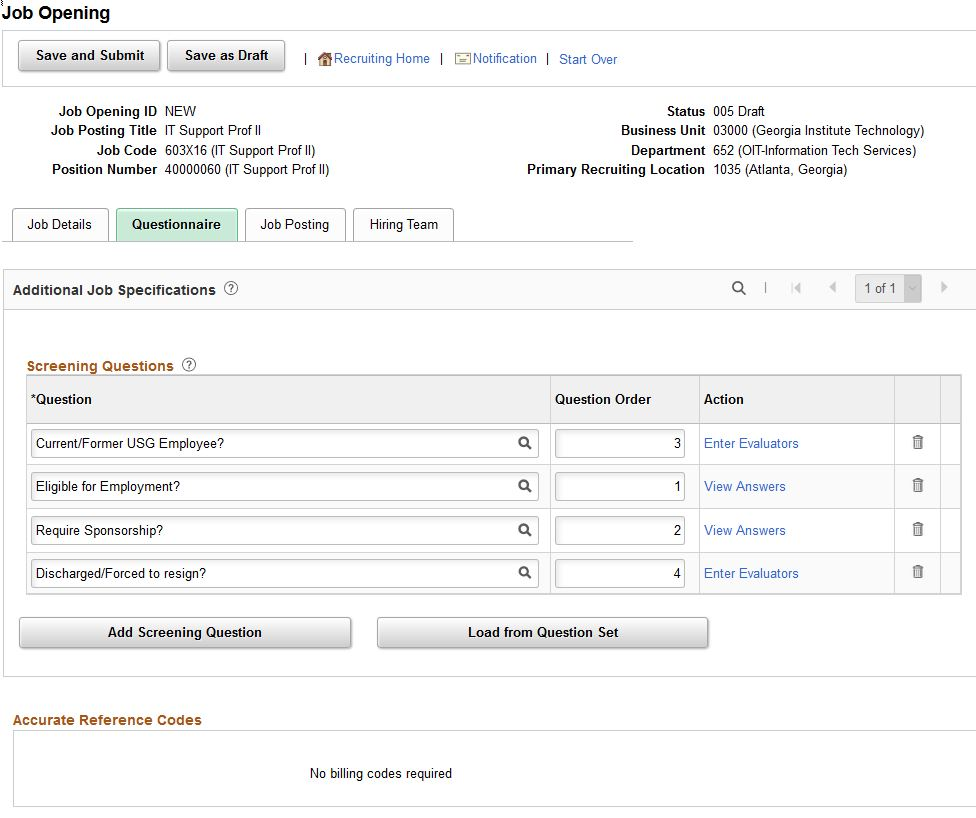 Job Opening
Save and Submit Save as Draft | Recruiting Home | Notification | Start Over
Job Opening ID NEW Status 005 Draft
Job Posting Title IT Support Prof II Business Unit 03000 (Georgia Institute Technology)
Job Code 603X16 (IT Support Prof II) Department 652 (OIT-Information Tech Services)
Position Number 40000060 (IT Support Prof II) Primary Recruiting Location 1035 (Atlanta, Georgia)
Job Details Questionnaire Job Posting Hiring Team
Additional Job Specifications ? | 1 of 1
Screening Questions ?
*Question Question Order Action
Current/Former USG Employee? 3 Enter Evaluators
Eligible for Employment? 1 View Answers
Require Sponsorship? 2 View Answers
Discharged/Forced to resign? 4 Enter Evaluators
Add Screening Question Load from Question Set
Accurate Reference Codes
No billing codes required